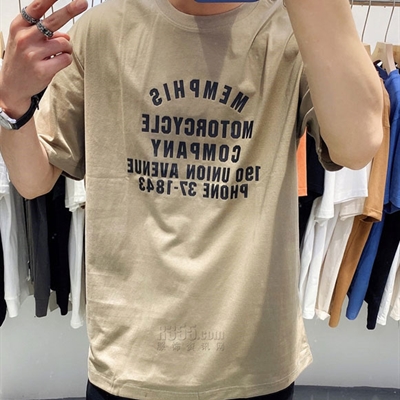 MEMPHIS
MOTORCYCLE
COMPANY
190 UNION AVENUE
PHONE 37-1843